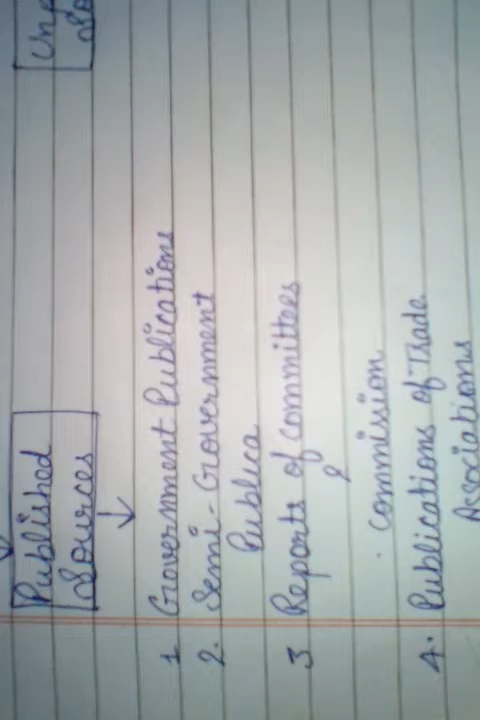 Published
Sources
1 Government Publications
2. Semi-Government
Publica
3 Reports of committees
&
Commission
4. Publications of Trade
Associations